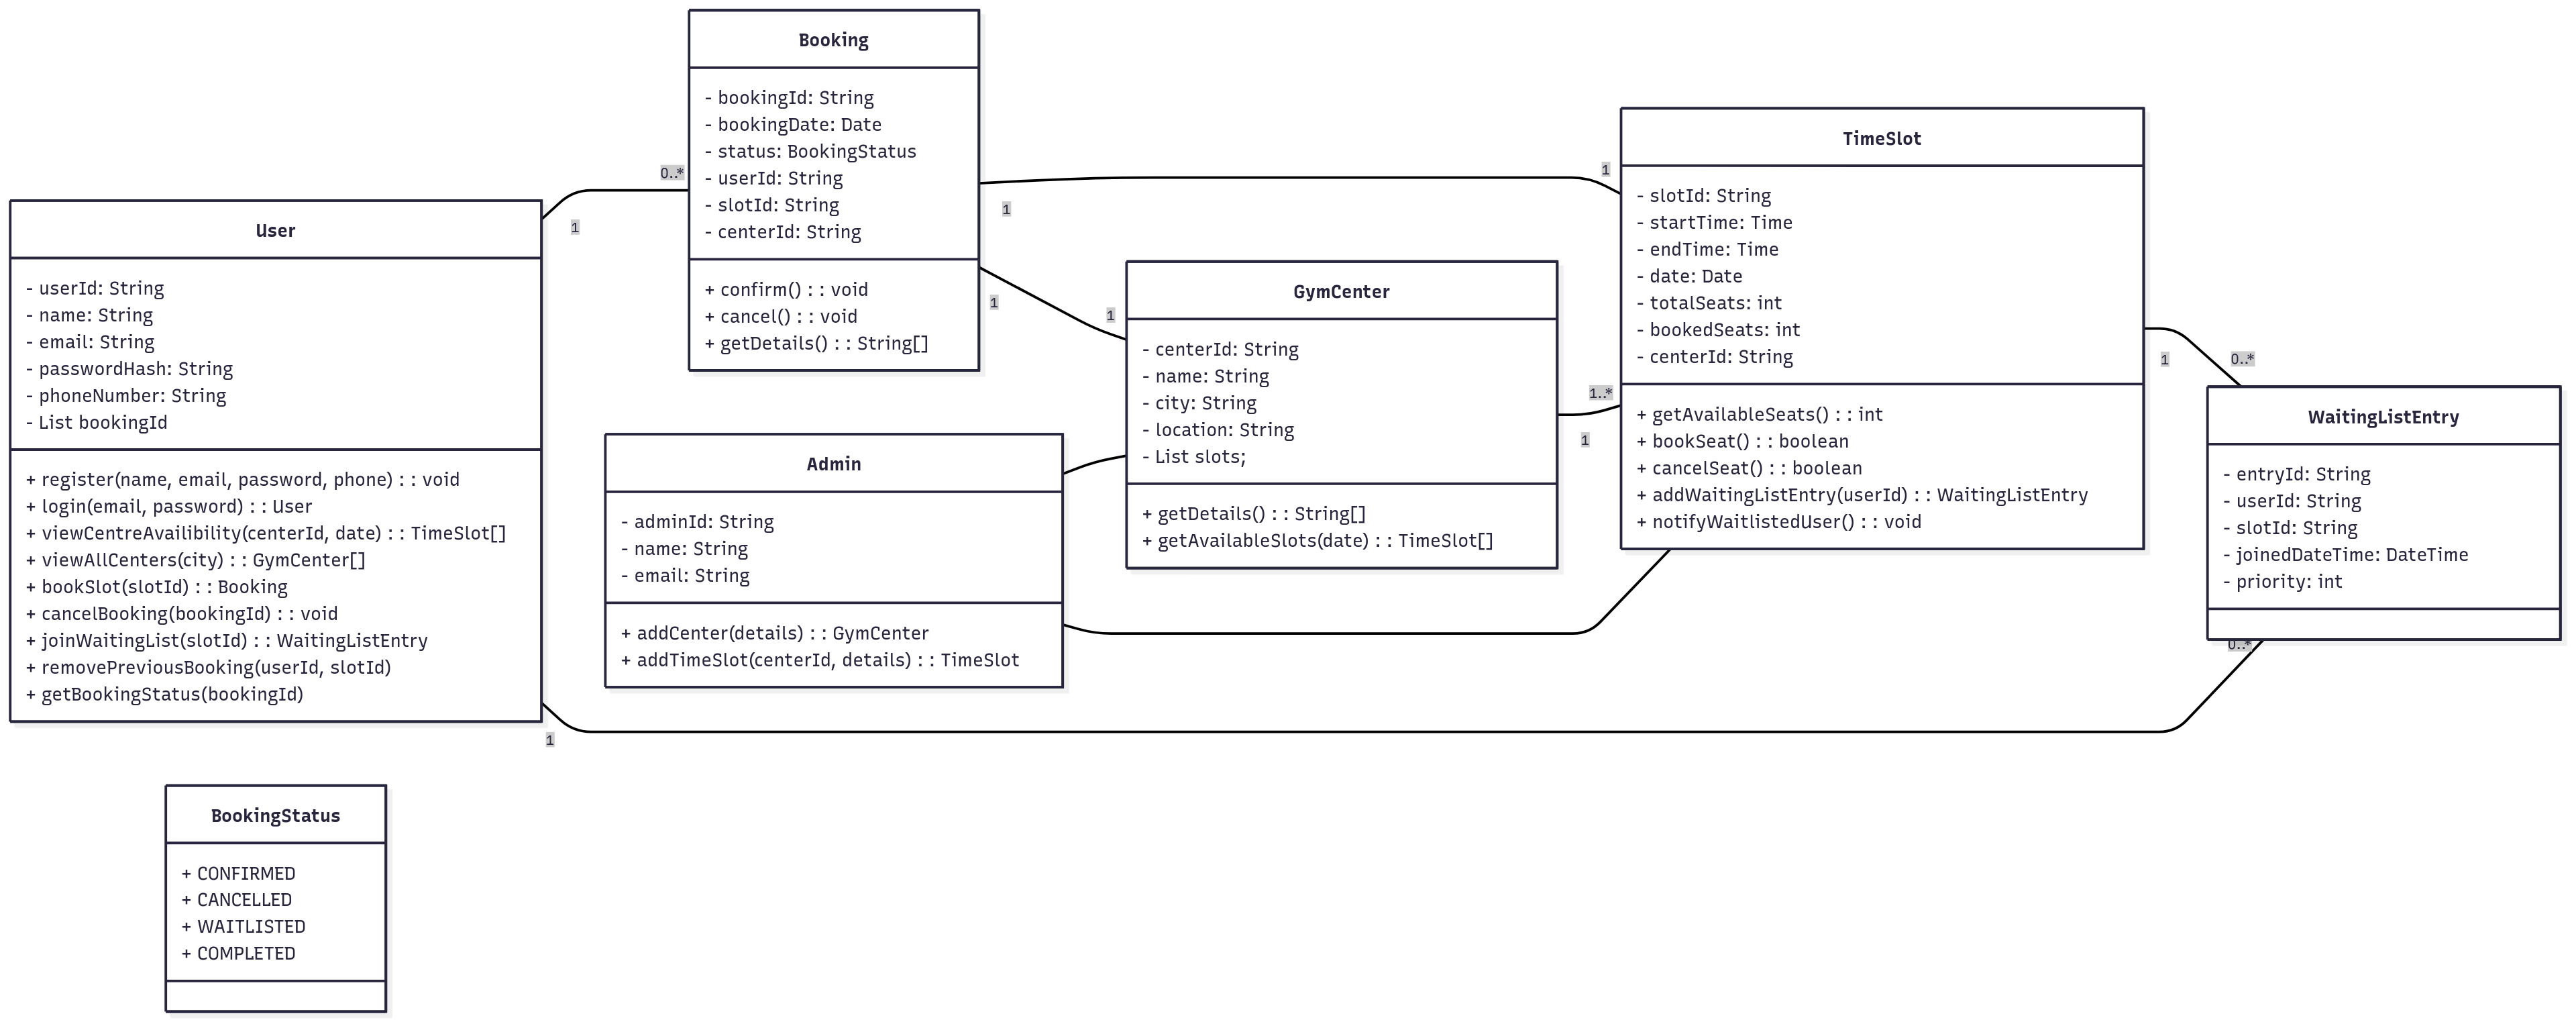 Booking
- bookingId: String
- bookingDate: Date
- status: BookingStatus
- userId: String
- slotId: String
- centerId: String
+ confirm() : : void
+ cancel() : : void
+ getDetails() : : String[]
TimeSlot
- slotId: String
- startTime: Time
- endTime: Time
- date: Date
- totalSeats: int
- bookedSeats: int
- centerId: String
+ getAvailableSeats() : : int
+ bookSeat() : : boolean
+ cancelSeat() : : boolean
+ addWaitingListEntry(userId) : : WaitingListEntry
+ notifyWaitlistedUser() : : void
User
- userId: String
- name: String
- email: String
- passwordHash: String
- phoneNumber: String
- List bookingId
+ register(name, email, password, phone) : : void
+ login(email, password) : : User
+ viewCentreAvailibility(centerId, date) : : TimeSlot[]
+ viewAllCenters(city) : : GymCenter[]
+ bookSlot(slotId) : : Booking
+ cancelBooking(bookingId) : : void
+ joinWaitingList(slotId) : : WaitingListEntry
+ removePreviousBooking(userId, slotId)
+ getBookingStatus(bookingId)
GymCenter
- centerId: String
- name: String
- city: String
- location: String
- List slots;
+ getDetails() : : String[]
+ getAvailableSlots(date) : : TimeSlot[]
Admin
- adminId: String
- name: String
- email: String
+ addCenter(details) : : GymCenter
+ addTimeSlot(centerId, details) : : TimeSlot
WaitingListEntry
- entryId: String
- userId: String
- slotId: String
- joinedDateTime: DateTime
- priority: int
BookingStatus
+ CONFIRMED
+ CANCELLED
+ WAITLISTED
+ COMPLETED
0..*
1
1
1
1
1
1..*
1
1
0..*
0..*
1